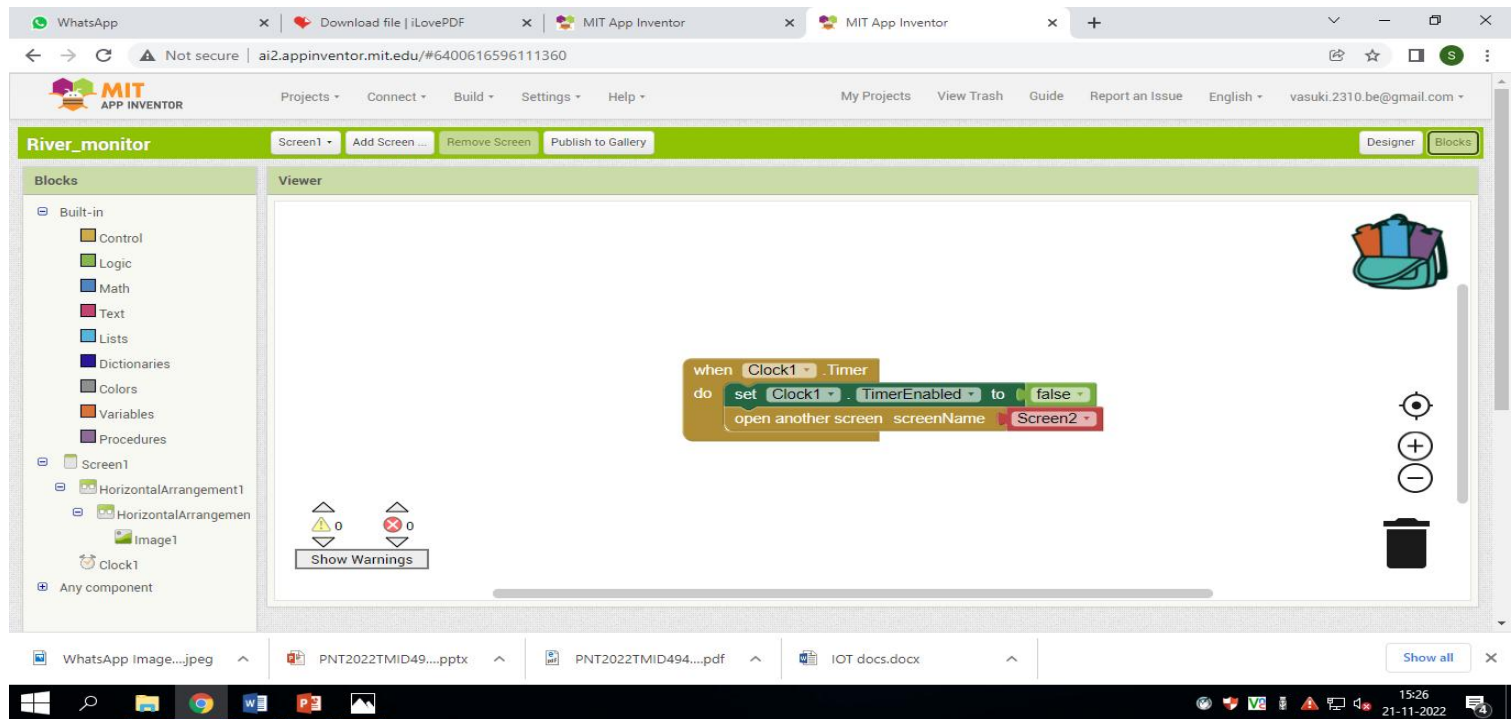 WhatsApp
Download file | iLovePDF
MIT App Inventor
MIT App Inventor
Not secure | ai2.appinventor.mit.edu/#6400616596111360
S
MIT
APP INVENTOR
Projects Connect Build Settings Help My Projects View Trash Guide Report an Issue English vasuki.2310.be@gmail.com
River_monitor Screen1 Add Screen ... Remove Screen Publish to Gallery Designer Blocks
Blocks Viewer
Built-in
Control
Logic
Math
Text
Lists
Dictionaries
Colors
Variables
Procedures
Screen1
HorizontalArrangement1
HorizontalArrangemen
Image1
Clock1
Any component
when Clock1 .Timer
do set Clock1 . TimerEnabled to false
open another screen screenName Screen2
0 0
Show Warnings
WhatsApp Image....jpeg PNT2022TMID49....pptx PNT2022TMID494....pdf IOT docs.docx Show all
15:26
21-11-2022
4